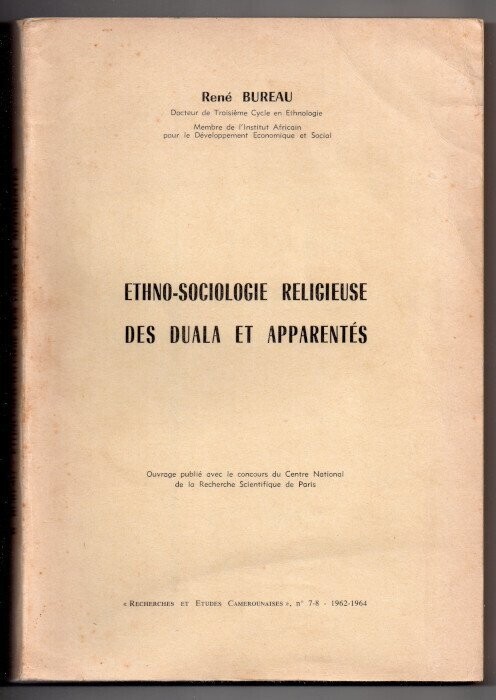 René BUREAU
Docteur de Troisième Cycle en Ethnologie
Membre de l'Institut Africain
pour le Développement Economique et Social
ETHNO-SOCIOLOGIE RELIGIEUSE
DES DUALA ET APPARENTÉS
Ouvrage publié avec le concours du Centre National
de la Recherche Scientifique de Paris
« RECHERCHES ET ETUDES CAMEROUNAISES », n° 7-8 - 1962-1964